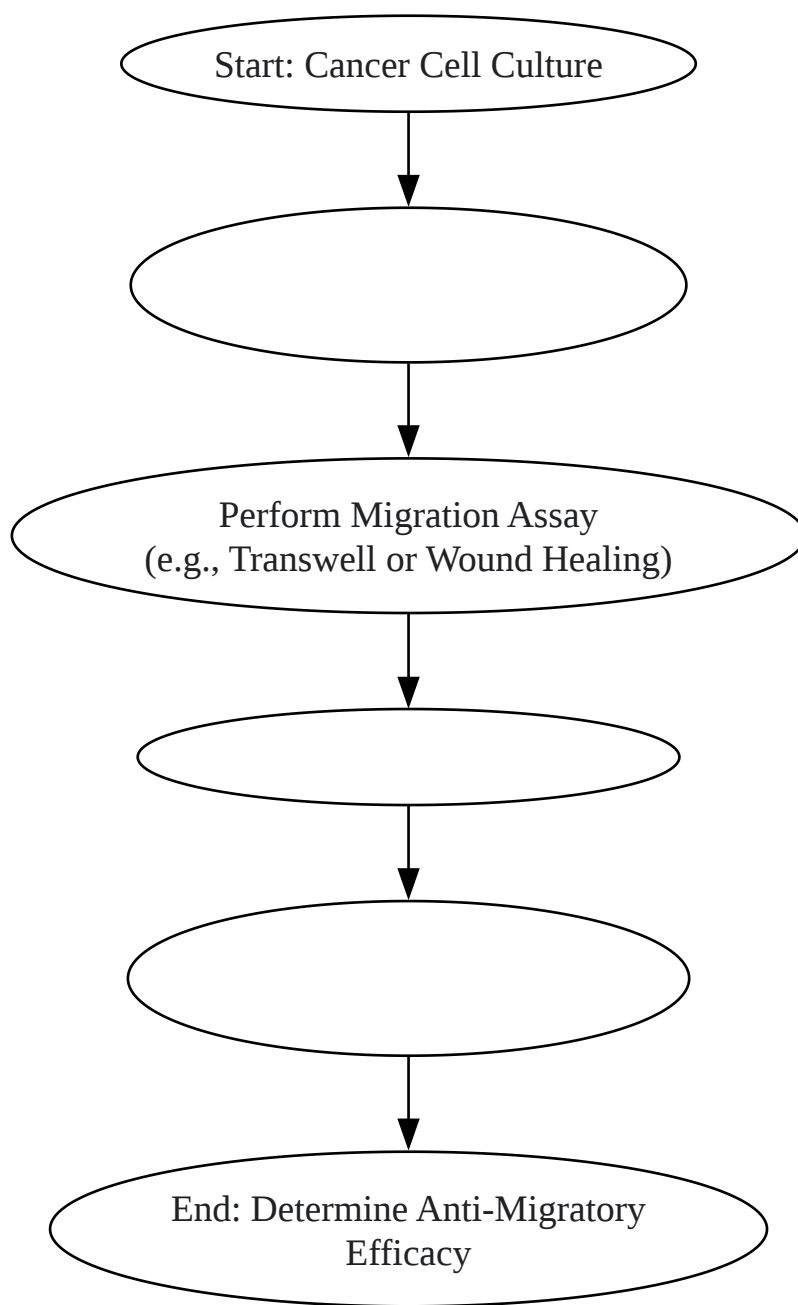 Start: Cancer Cell Culture
Perform Migration Assay
(e.g., Transwell or Wound Healing)
End: Determine Anti-Migratory
Efficacy